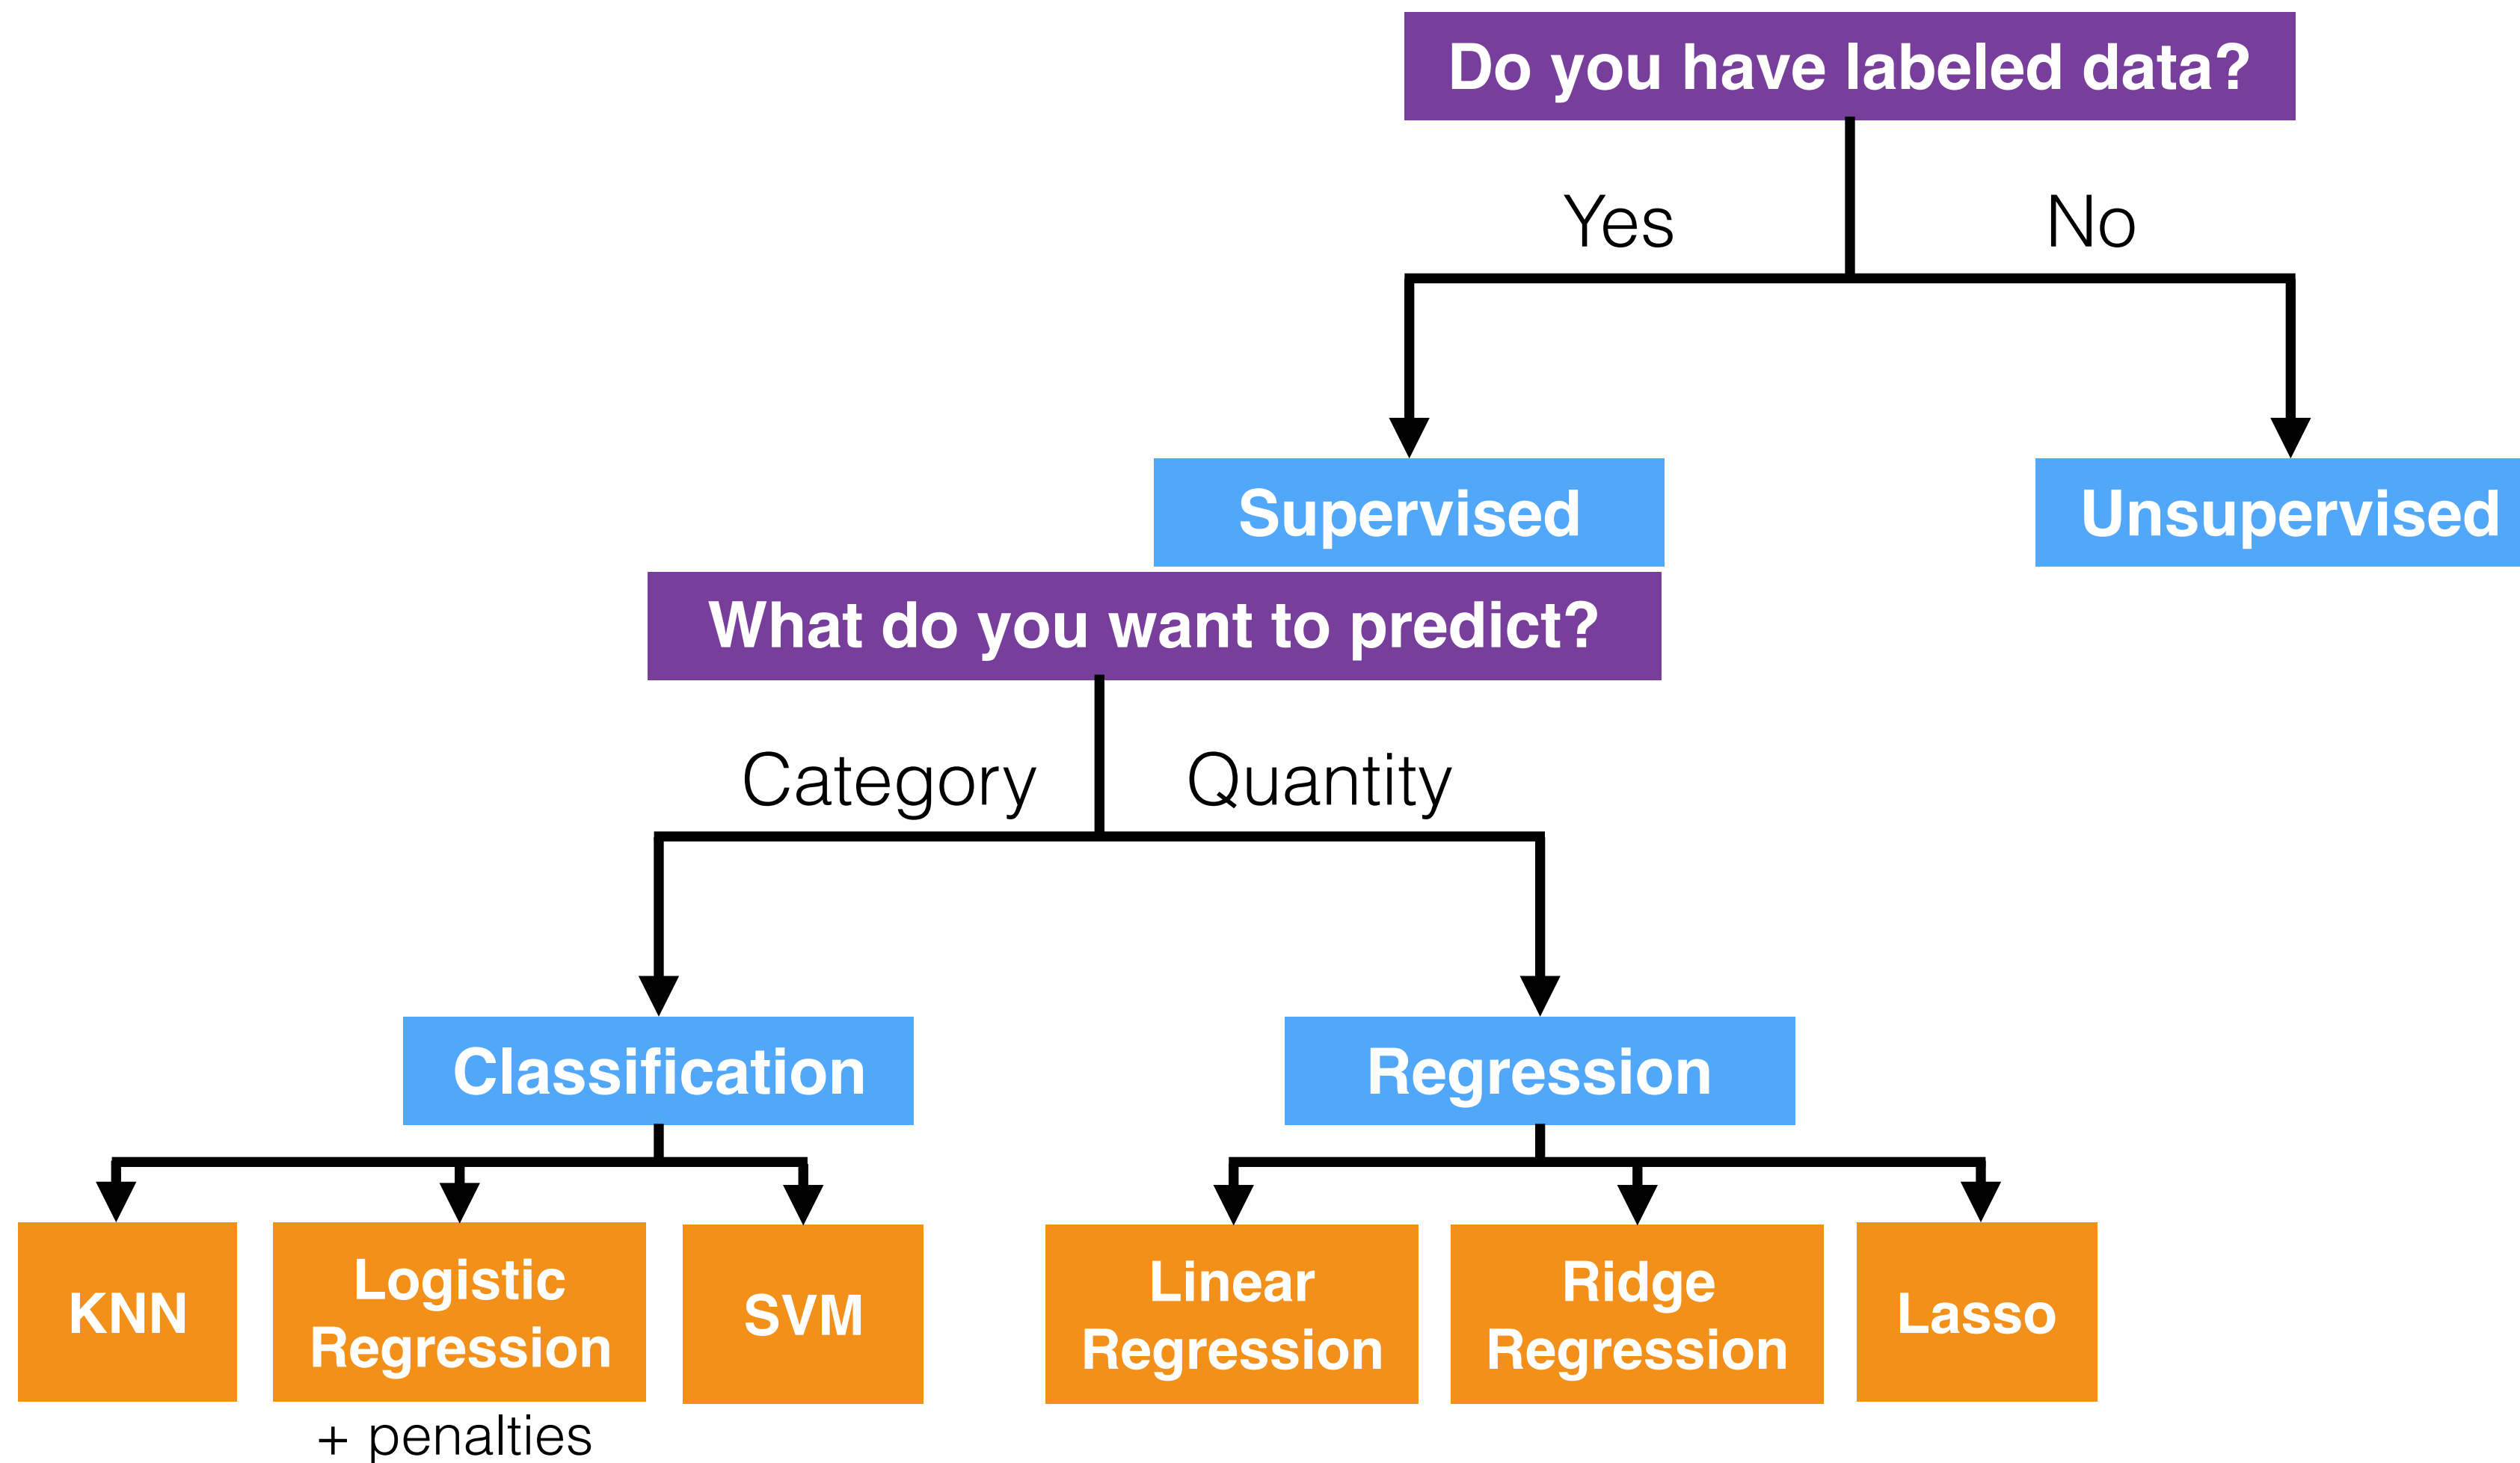 Do you have labeled data?
Yes
No
Supervised
Unsupervised
What do you want to predict?
Category
Quantity
Classification
Regression
KNN
Logistic
Regression
+ penalties
SVM
Linear
Regression
Ridge
Regression
Lasso